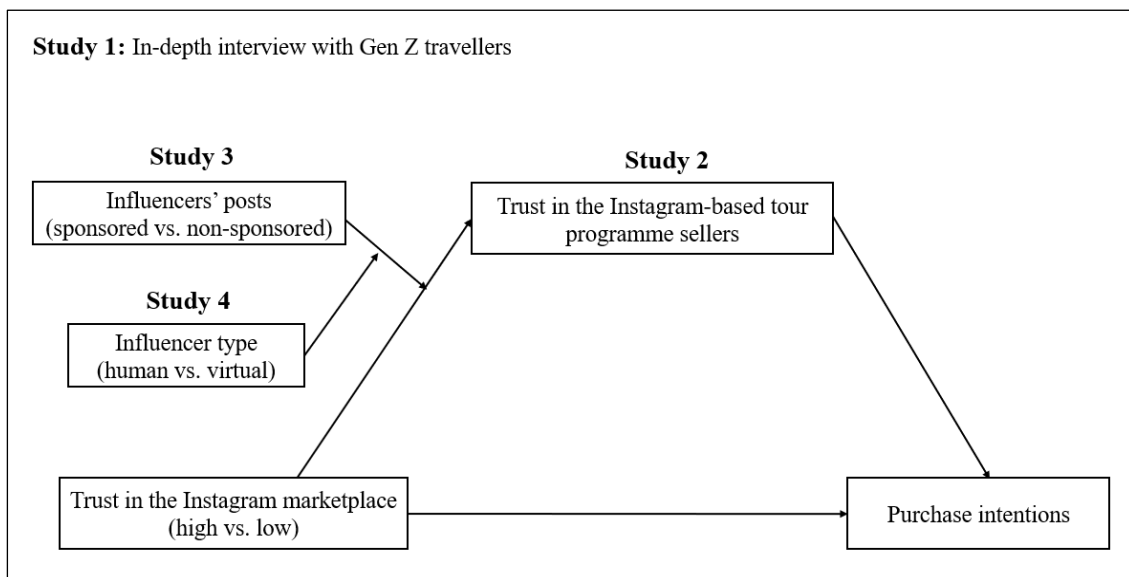 Study 1: In-depth interview with Gen Z travellers
Study 3
Influencers' posts
(sponsored vs. non-sponsored)
Study 2
Trust in the Instagram-based tour
programme sellers
Study 4
Influencer type
(human vs. virtual)
Trust in the Instagram marketplace
(high vs. low)
Purchase intentions